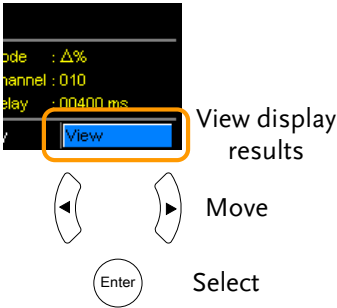 ode : Δ%
hannel : 010
elay : 00400 ms
y View
View display
results
Move
Enter Select